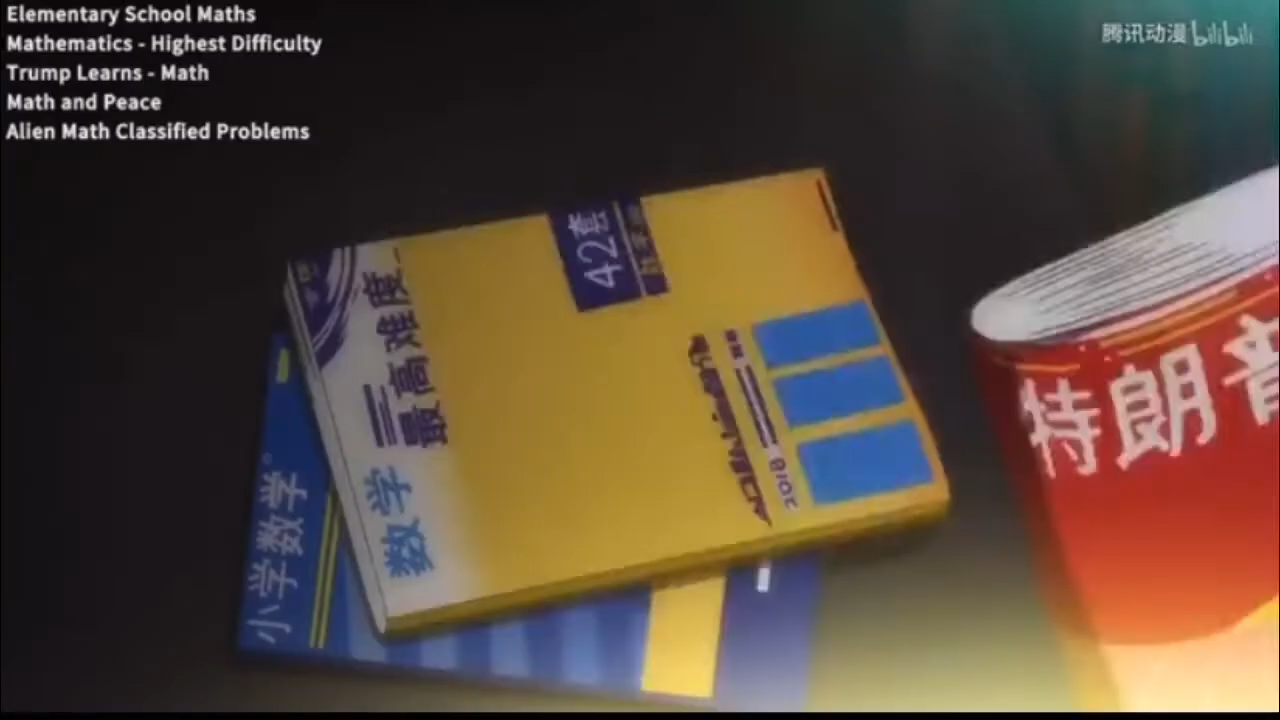 Elementary School Maths
Mathematics - Highest Difficulty
Trump Learns - Math
Math and Peace
Alien Math Classified Problems
腾讯动漫 bilibili
42套
最高难度
数学
小学数学
特朗普